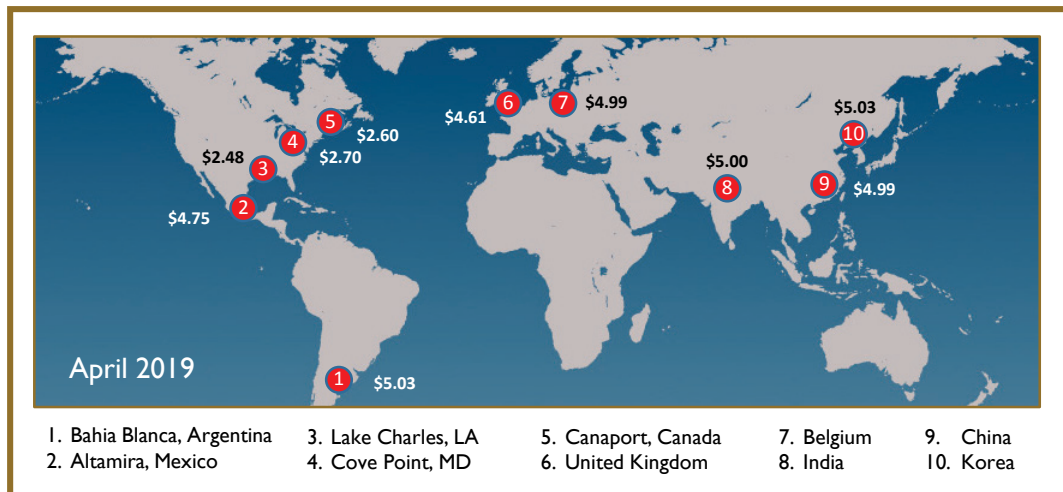 $5.03
$4.99
6
7
$4.61
10
5
$2.60
4
$2.70
$2.48
3
$5.00
8
9
$4.99
2
$4.75
April 2019
1
$5.03
1. Bahia Blanca, Argentina
2. Altamira, Mexico
3. Lake Charles, LA
4. Cove Point, MD
5. Canaport, Canada
6. United Kingdom
7. Belgium
8. India
9. China
10. Korea